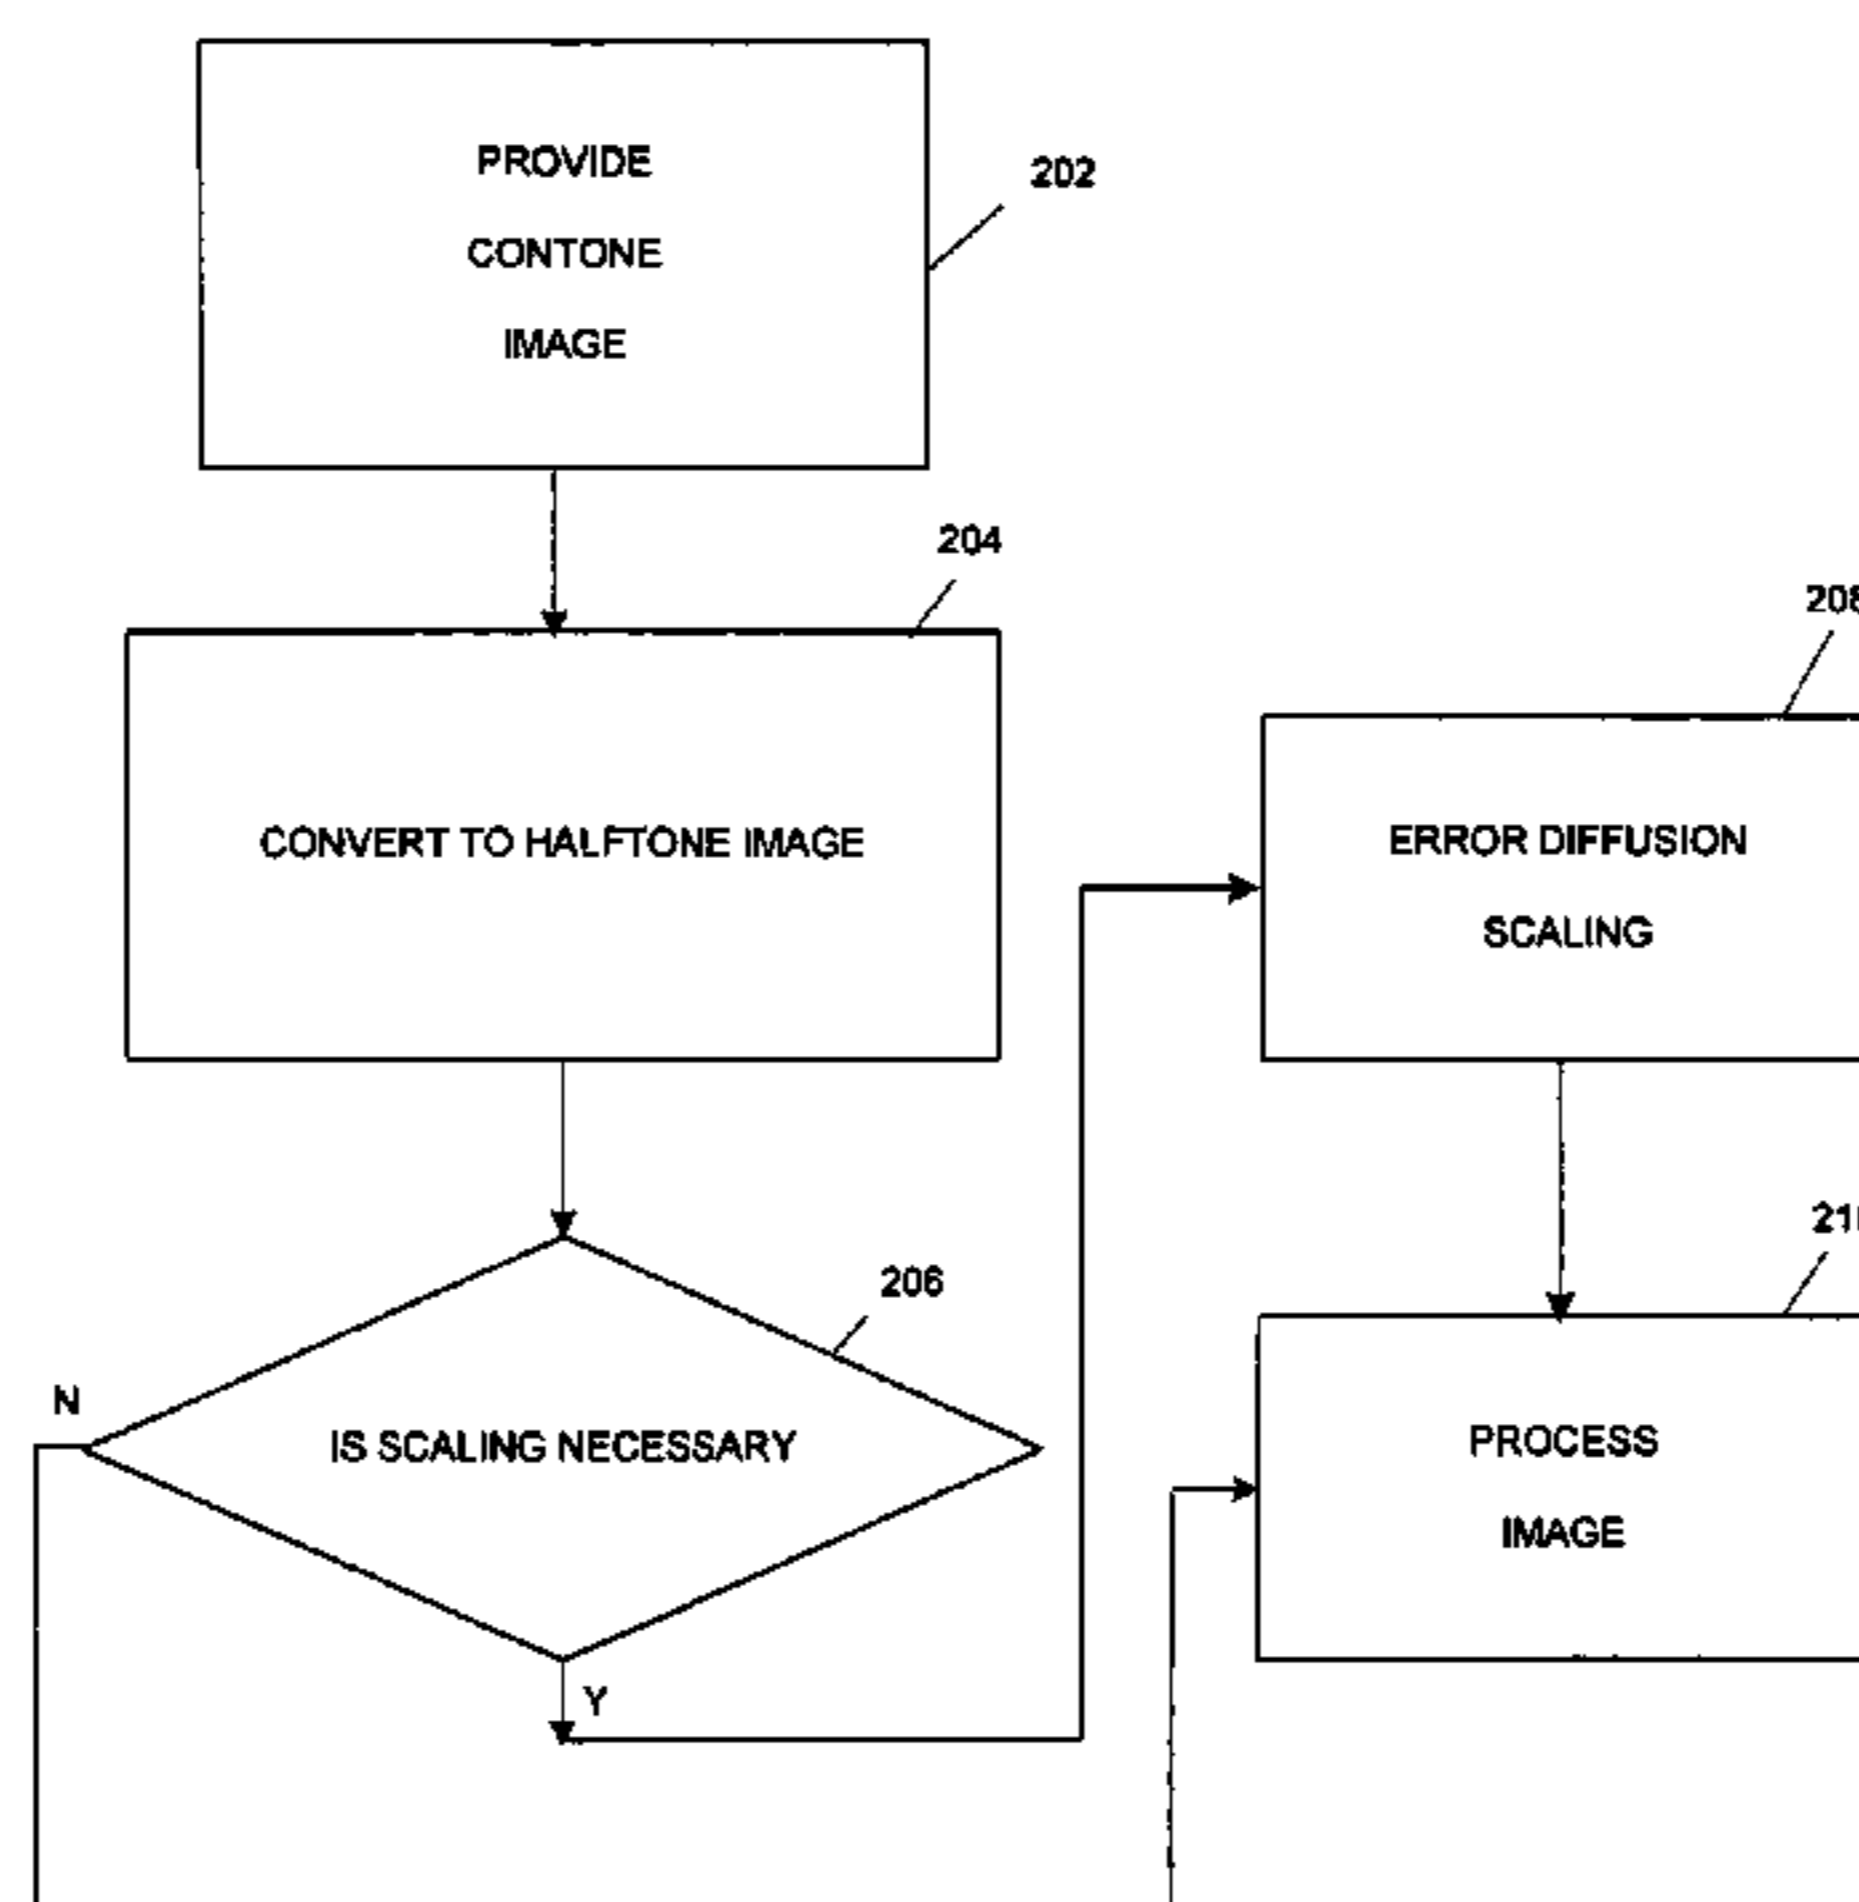 PROVIDE
CONTONE
IMAGE
202
204
CONVERT TO HALFTONE IMAGE
206
N
IS SCALING NECESSARY
Y
ERROR DIFFUSION
SCALING
PROCESS
IMAGE